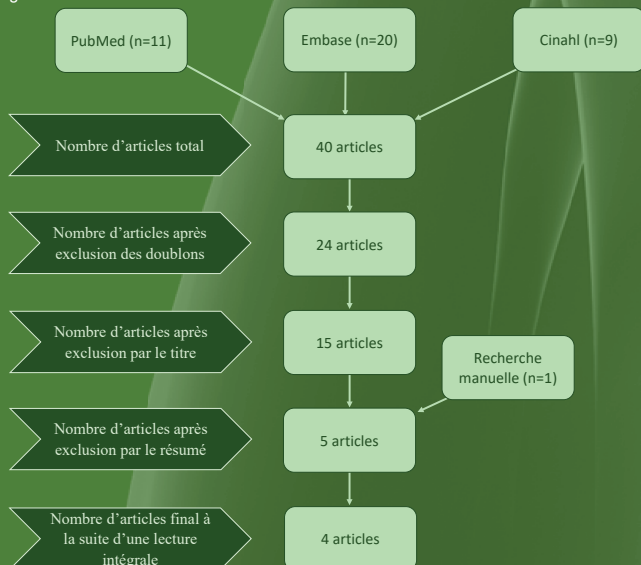 PubMed (n=11)
Embase (n=20)
Cinahl (n=9)
Nombre d'articles total
40 articles
Nombre d'articles après
exclusion des doublons
24 articles
Nombre d'articles après
exclusion par le titre
15 articles
Recherche
manuelle (n=1)
Nombre d'articles après
exclusion par le résumé
5 articles
Nombre d'articles final à
la suite d'une lecture
intégrale
4 articles